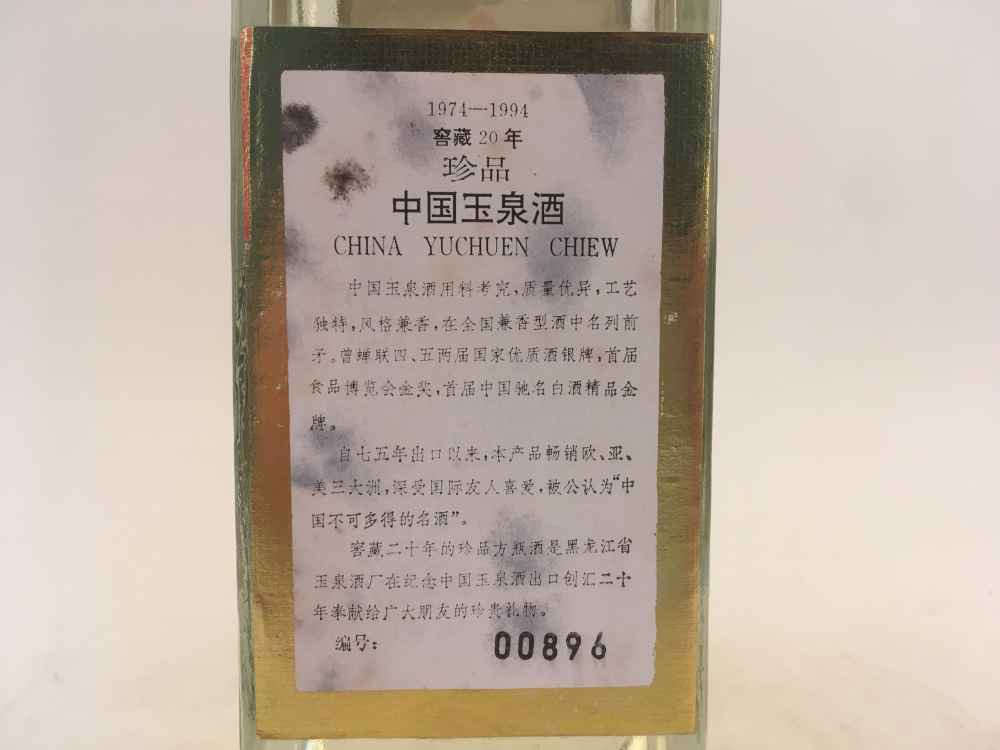 1974—1994
窖藏20年
珍品
中国玉泉酒
CHINA YUCHUEN CHIEW
中国玉泉酒用料考究,质量优异,工艺
独特,风格兼香,在全国兼香型酒中名列前
矛。曾蝉联四、五两届国家优质酒银牌,首届
食品博览会金奖,首届中国驰名白酒精品金
牌。
自七五年出口以来,本产品畅销欧、亚、
美三大洲,深受国际友人喜爱,被公认为“中
国不可多得的名酒”。
窖藏二十年的珍品方瓶酒是黑龙江省
玉泉酒厂在纪念中国玉泉酒出口创汇二十
年奉献给广大朋友的珍贵礼物。
编号: 00896